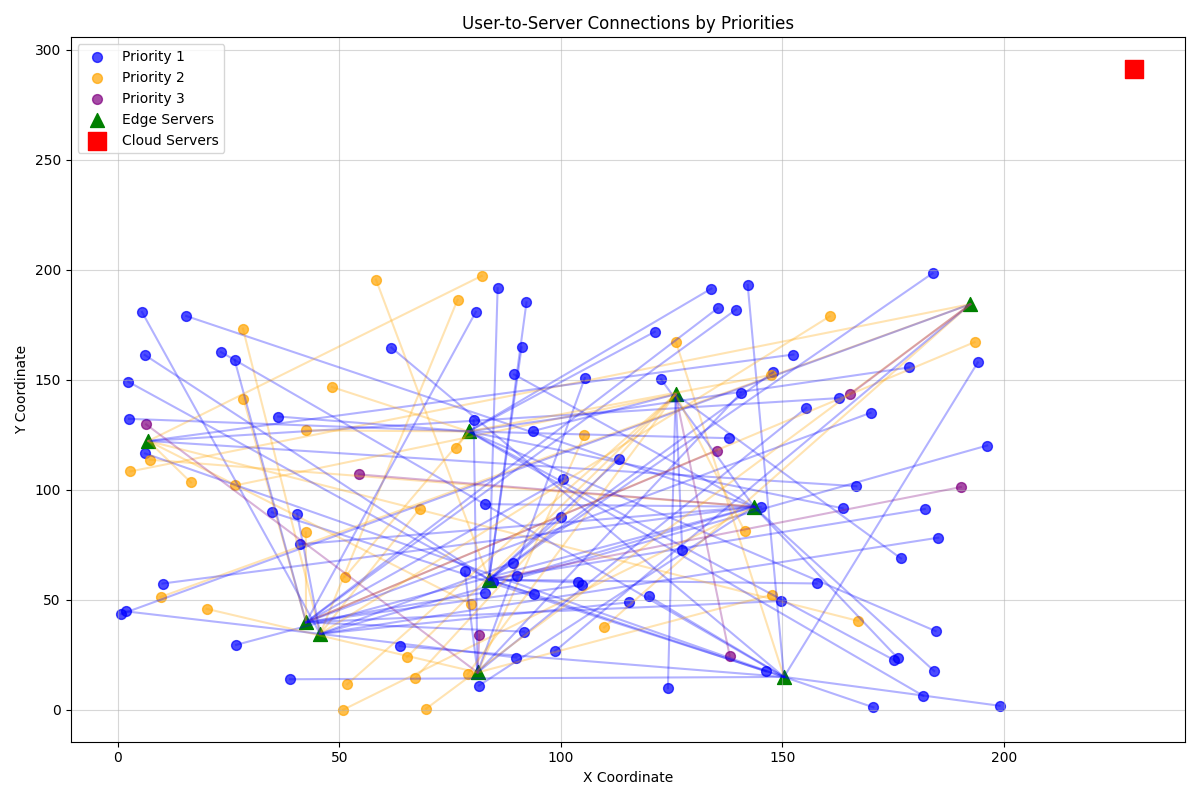 User-to-Server Connections by Priorities
Priority 1
Priority 2
Priority 3
Edge Servers
Cloud Servers
300
250
200
150
100
50
0
Y Coordinate
0
50
100
150
200
X Coordinate